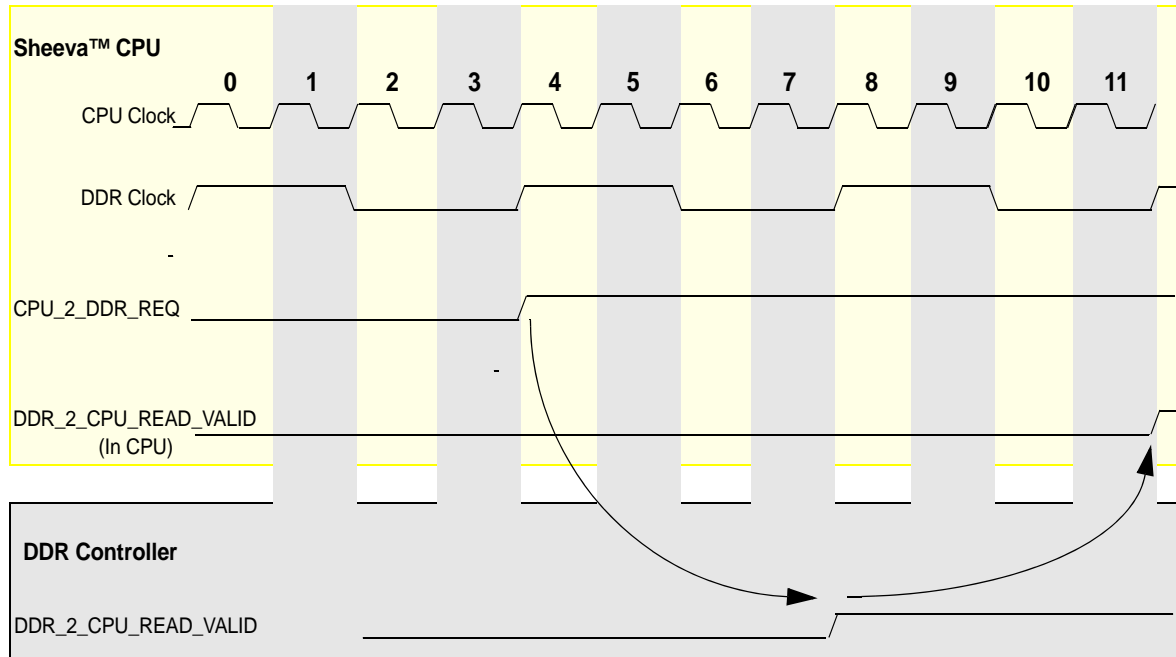 Sheeva™ CPU
0 1 2 3 4 5 6 7 8 9 10 11
CPU Clock
DDR Clock
-
CPU_2_DDR_REQ
-
DDR_2_CPU_READ_VALID
(In CPU)
DDR Controller
DDR_2_CPU_READ_VALID